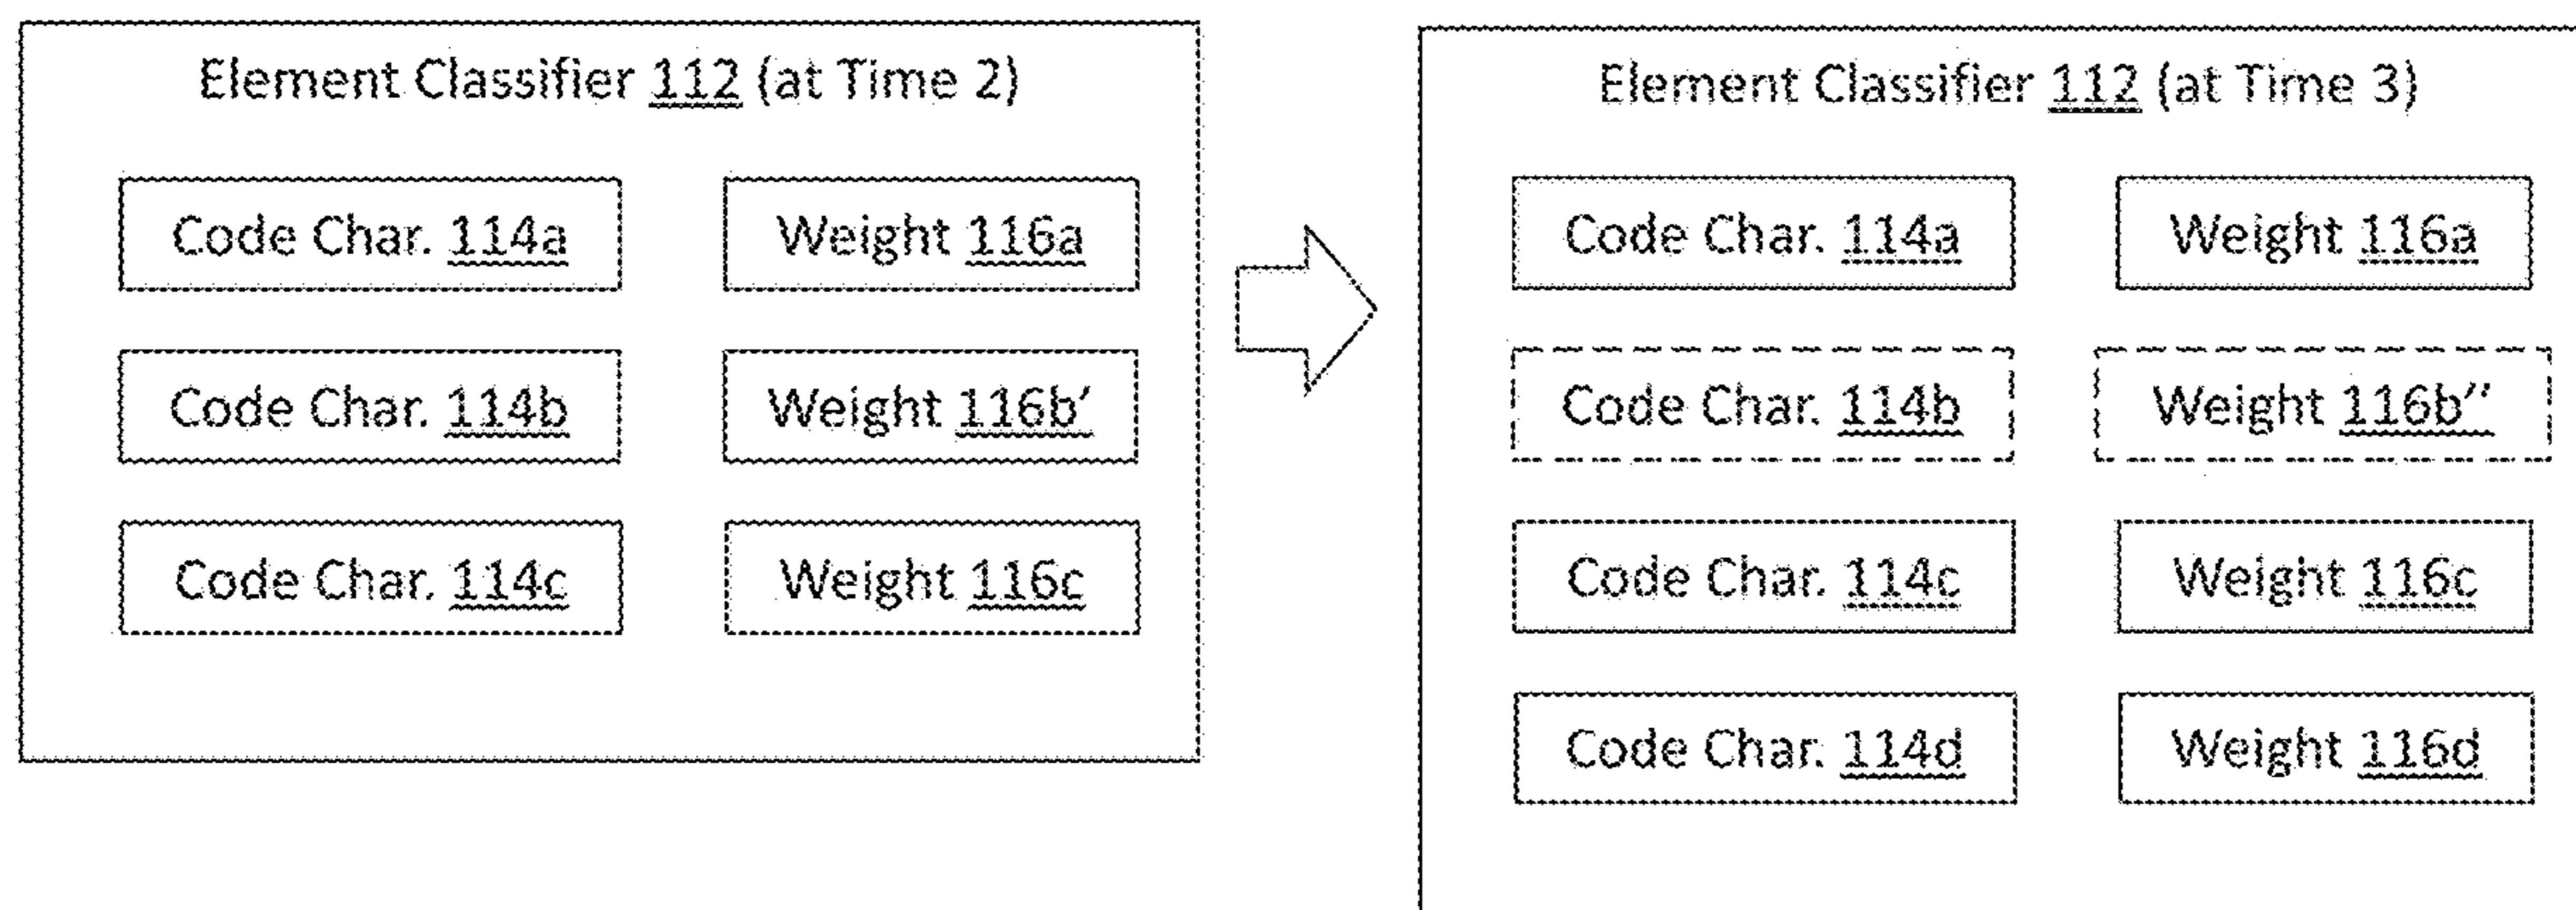 Element Classifier 112 (at Time 2)
Code Char. 114a
Weight 116a
Code Char. 114b
Weight 116b’
Code Char. 114c
Weight 116c
Element Classifier 112 (at Time 3)
Code Char. 114a
Weight 116a
Code Char. 114b
Weight 116b’’
Code Char. 114c
Weight 116c
Code Char. 114d
Weight 116d